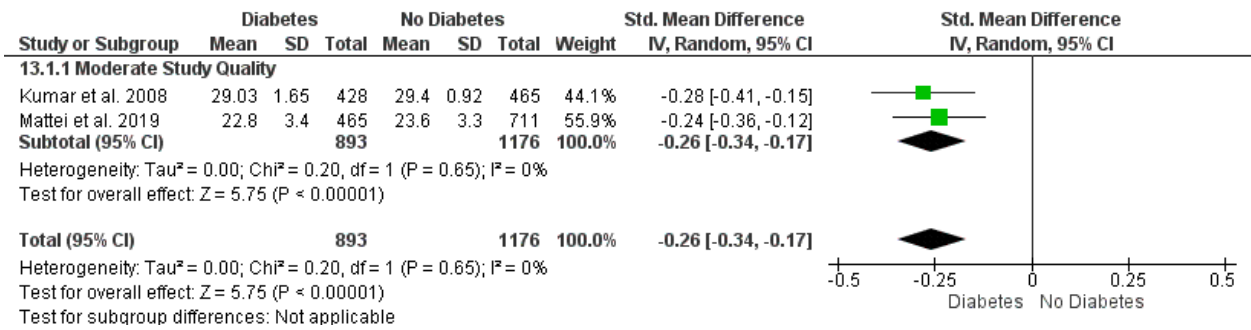 Diabetes No Diabetes Std. Mean Difference Std. Mean Difference
Study or Subgroup Mean SD Total Mean SD Total Weight IV, Random, 95% CI IV, Random, 95% CI
13.1.1 Moderate Study Quality
Kumar et al. 2008 29.03 1.65 428 29.4 0.92 465 44.1% -0.28 [-0.41, -0.15]
Mattei et al. 2019 22.8 3.4 465 23.6 3.3 711 55.9% -0.24 [-0.36, -0.12]
Subtotal (95% CI) 893 1176 100.0% -0.26 [-0.34, -0.17]
Heterogeneity: Tau² = 0.00; Chi² = 0.20, df = 1 (P = 0.65); I² = 0%
Test for overall effect: Z = 5.75 (P < 0.00001)
Total (95% CI) 893 1176 100.0% -0.26 [-0.34, -0.17]
Heterogeneity: Tau² = 0.00; Chi² = 0.20, df = 1 (P = 0.65); I² = 0%
Test for overall effect: Z = 5.75 (P < 0.00001)
Test for subgroup differences: Not applicable
-0.5 -0.25 0 0.25 0.5
Diabetes No Diabetes